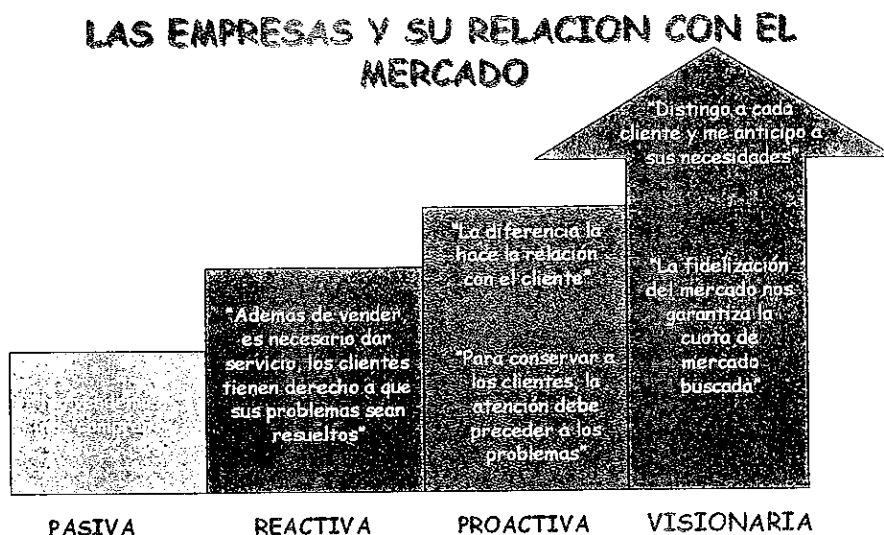 LAS EMPRESAS Y SU RELACION CON EL
MERCADO
"Distingo a cada
cliente y me anticipo a
sus necesidades"
"La fidelización
del mercado nos
garantiza la
cuota de
mercado
buscada"
"La diferencia la
hace la relación
con el cliente"
"Para conservar a
los clientes, la
atención debe
preceder a los
problemas"
"Ademas de vender
es necesario dar
servicio, los clientes
tienen derecho a que
sus problemas sean
resueltos"
PASIVA
REACTIVA
PROACTIVA
VISIONARIA